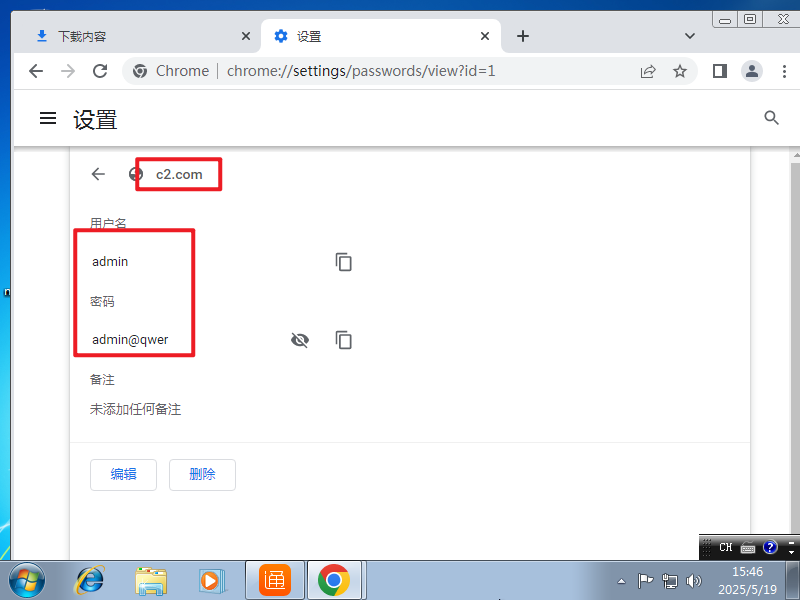 下载内容
设置
Chrome
chrome://settings/passwords/view?id=1
设置
c2.com
用户名
admin
密码
admin@qwer
备注
未添加任何备注
编辑 删除
CH
通
15:46
2025/5/19